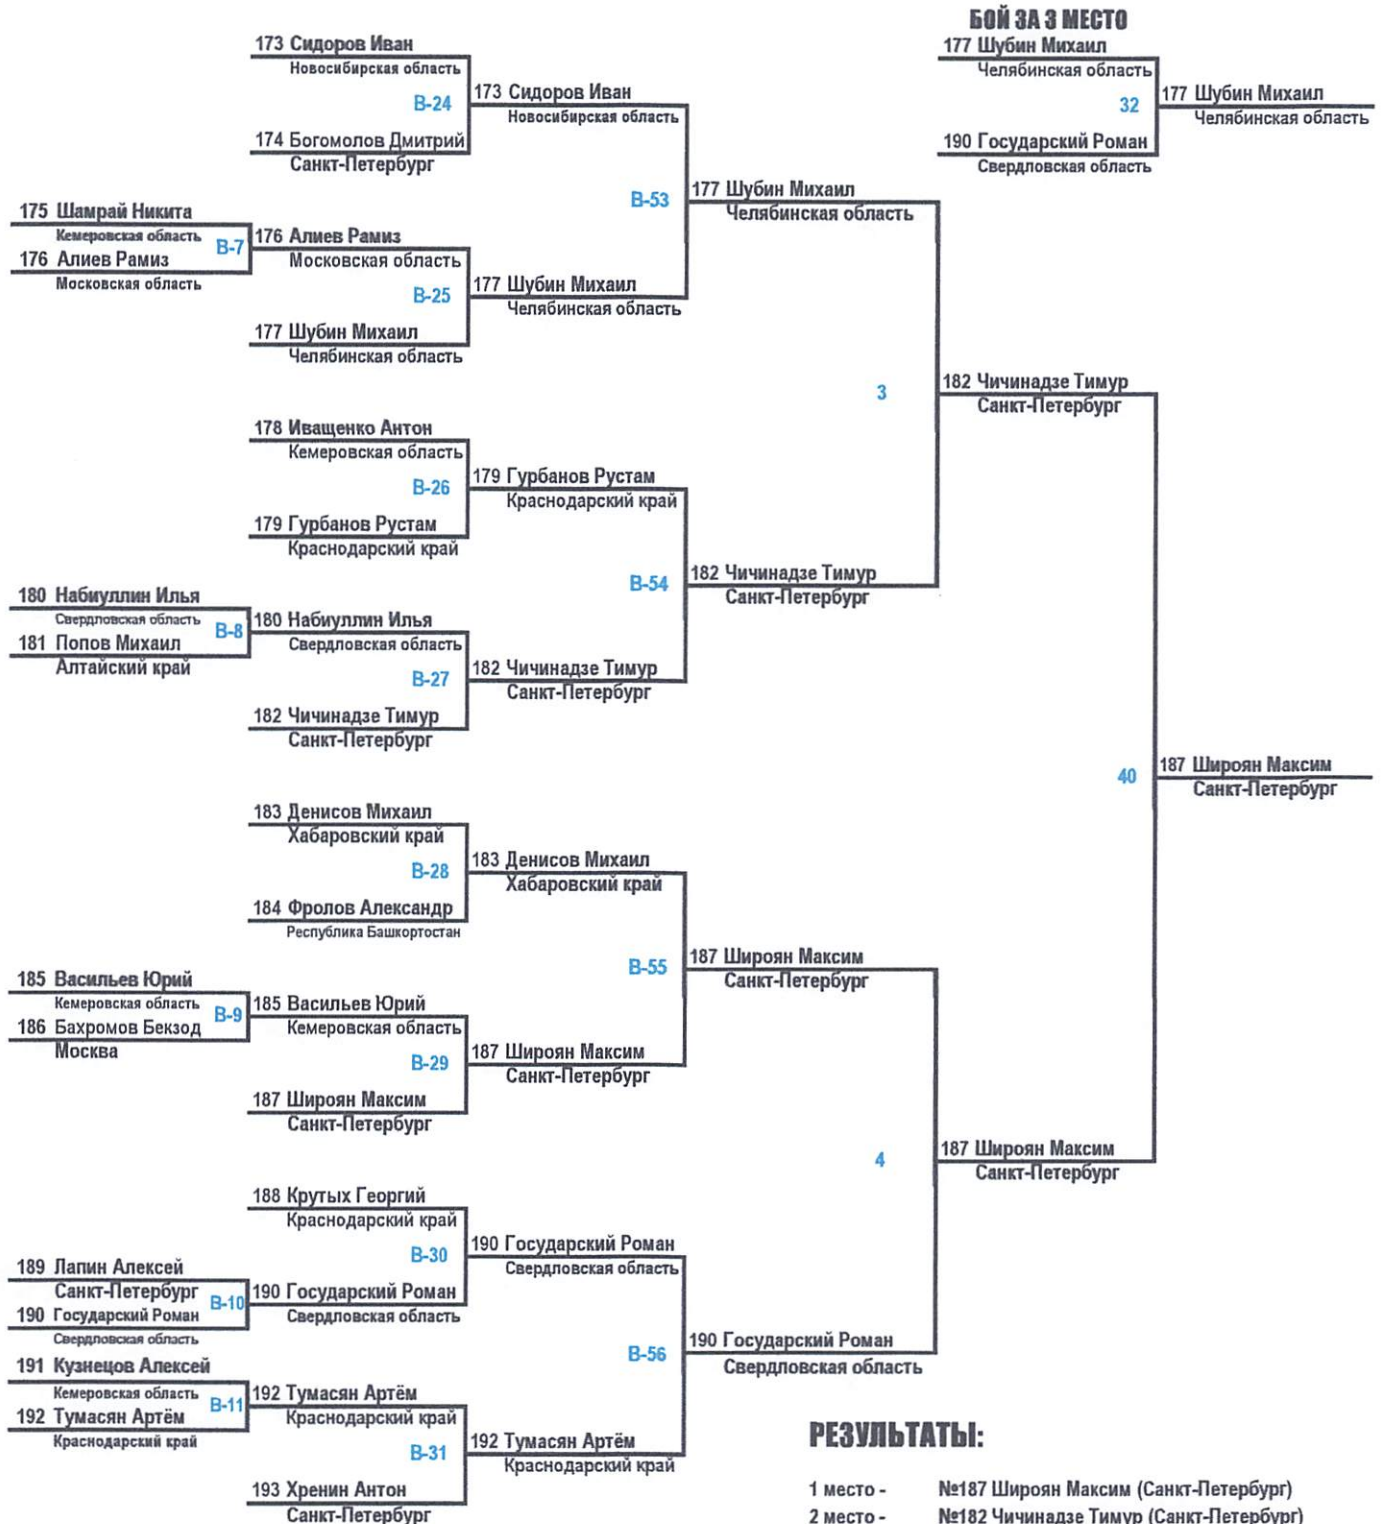 БОЙ ЗА 3 МЕСТО
177 Шубин Михаил
Челябинская область
32
177 Шубин Михаил
Челябинская область
190 Государский Роман
Свердловская область
173 Сидоров Иван
Новосибирская область
B-24
173 Сидоров Иван
Новосибирская область
174 Богомолов Дмитрий
Санкт-Петербург
B-53
177 Шубин Михаил
Челябинская область
175 Шамрай Никита
Кемеровская область
B-7
176 Алиев Рамиз
Московская область
176 Алиев Рамиз
Московская область
B-25
177 Шубин Михаил
Челябинская область
177 Шубин Михаил
Челябинская область
3
182 Чичинадзе Тимур
Санкт-Петербург
178 Иващенко Антон
Кемеровская область
B-26
179 Гурбанов Рустам
Краснодарский край
179 Гурбанов Рустам
Краснодарский край
B-54
182 Чичинадзе Тимур
Санкт-Петербург
180 Набиуллин Илья
Свердловская область
B-8
181 Попов Михаил
Алтайский край
180 Набиуллин Илья
Свердловская область
B-27
182 Чичинадзе Тимур
Санкт-Петербург
182 Чичинадзе Тимур
Санкт-Петербург
40
187 Широян Максим
Санкт-Петербург
183 Денисов Михаил
Хабаровский край
B-28
183 Денисов Михаил
Хабаровский край
184 Фролов Александр
Республика Башкортостан
B-55
187 Широян Максим
Санкт-Петербург
185 Васильев Юрий
Кемеровская область
B-9
186 Бахромов Бекзод
Москва
185 Васильев Юрий
Кемеровская область
B-29
187 Широян Максим
Санкт-Петербург
187 Широян Максим
Санкт-Петербург
4
187 Широян Максим
Санкт-Петербург
188 Крутых Георгий
Краснодарский край
B-30
190 Государский Роман
Свердловская область
189 Лапин Алексей
Санкт-Петербург
B-10
190 Государский Роман
Свердловская область
190 Государский Роман
Свердловская область
B-56
190 Государский Роман
Свердловская область
191 Кузнецов Алексей
Кемеровская область
B-11
192 Тумасян Артём
Краснодарский край
192 Тумасян Артём
Краснодарский край
B-31
192 Тумасян Артём
Краснодарский край
193 Хренин Антон
Санкт-Петербург
РЕЗУЛЬТАТЫ:
1 место - №187 Широян Максим (Санкт-Петербург)
2 место - №182 Чичинадзе Тимур (Санкт-Петербург)